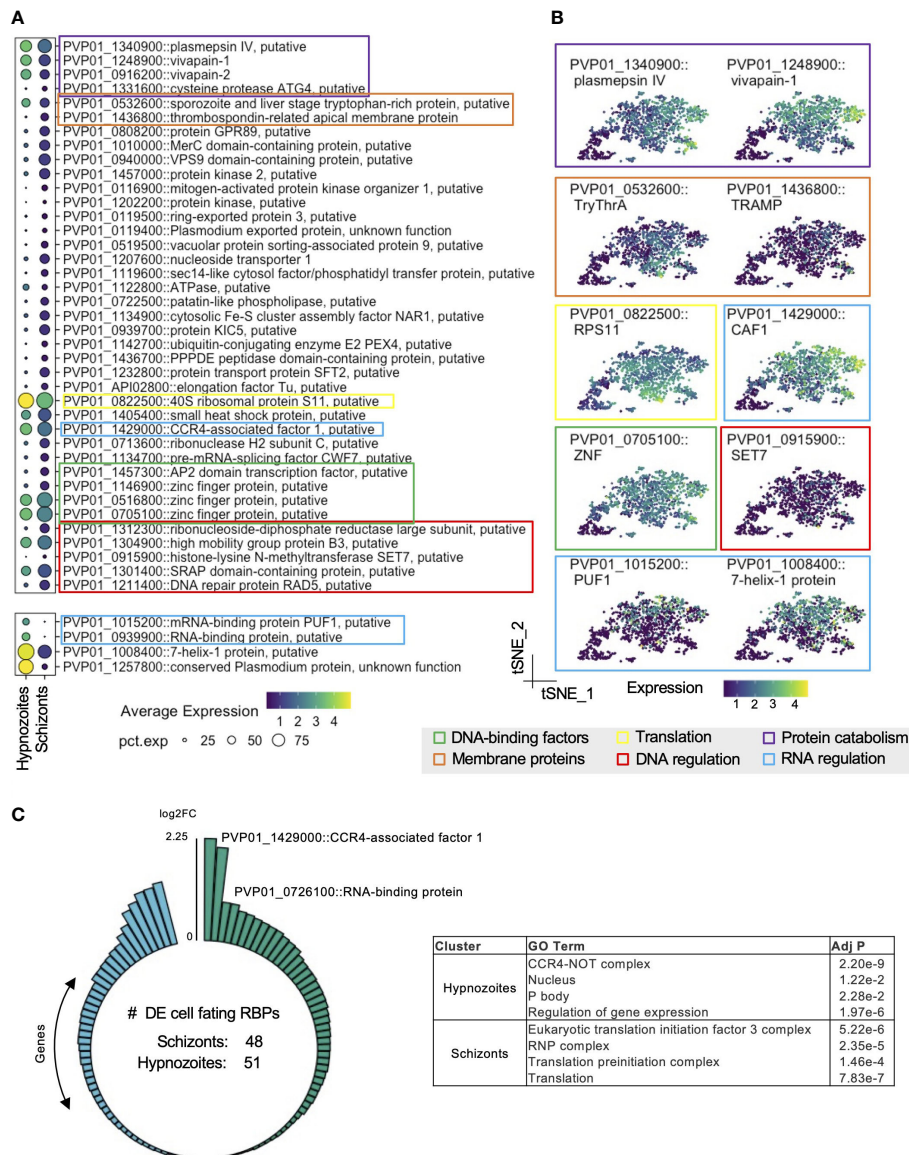 A
PVP01_1340900::plasmepsin IV, putative
PVP01_1248900::vivapain-1
PVP01_0916200::vivapain-2
PVP01_1331600::cysteine protease ATG4, putative
PVP01_0532600::sporozoite and liver stage tryptophan-rich protein, putative
PVP01_1436800::thrombospondin-related apical membrane protein
PVP01_0808200::protein GPR89, putative
PVP01_1010000::MerC domain-containing protein, putative
PVP01_0940000::VPS9 domain-containing protein, putative
PVP01_1457000::protein kinase 2, putative
PVP01_0116900::mitogen-activated protein kinase organizer 1, putative
PVP01_1202200::protein kinase, putative
PVP01_0119500::ring-exported protein 3, putative
PVP01_0119400::Plasmodium exported protein, unknown function
PVP01_0519500::vacuolar protein sorting-associated protein 9, putative
PVP01_1207600::nucleoside transporter 1
PVP01_1119600::sec14-like cytosol factor/phosphatidyl transfer protein, putative
PVP01_1122800::ATPase, putative
PVP01_0722500::patatin-like phospholipase, putative
PVP01_1134900::cytosolic Fe-S cluster assembly factor NAR1, putative
PVP01_0939700::protein KIC5, putative
PVP01_1142700::ubiquitin-conjugating enzyme E2 PEX4, putative
PVP01_1436700::PPPDE peptidase domain-containing protein, putative
PVP01_1232800::protein transport protein SFT2, putative
PVP01_API02800::elongation factor Tu, putative
PVP01_0822500::40S ribosomal protein S11, putative
PVP01_1405400::small heat shock protein, putative
PVP01_1429000::CCR4-associated factor 1, putative
PVP01_0713600::ribonuclease H2 subunit C, putative
PVP01_1134700::pre-mRNA-splicing factor CWF7, putative
PVP01_1457300::AP2 domain transcription factor, putative
PVP01_1146900::zinc finger protein, putative
PVP01_0516800::zinc finger protein, putative
PVP01_0705100::zinc finger protein, putative
PVP01_1312300::ribonucleoside-diphosphate reductase large subunit, putative
PVP01_1304900::high mobility group protein B3, putative
PVP01_0915900::histone-lysine N-methyltransferase SET7, putative
PVP01_1301400::SRAP domain-containing protein, putative
PVP01_1211400::DNA repair protein RAD5, putative
PVP01_1015200::mRNA-binding protein PUF1, putative
PVP01_0939900::RNA-binding protein, putative
PVP01_1008400::7-helix-1 protein, putative
PVP01_1257800::conserved Plasmodium protein, unknown function
Hypnozoites
Schizonts
Average Expression
1 2 3 4
pct.exp 25 50 75
B
PVP01_1340900::
plasmepsin IV
PVP01_1248900::
vivapain-1
PVP01_0532600::
TryThrA
PVP01_1436800::
TRAMP
PVP01_0822500::
RPS11
PVP01_1429000::
CAF1
PVP01_0705100::
ZNF
PVP01_0915900::
SET7
PVP01_1015200::
PUF1
PVP01_1008400::
7-helix-1 protein
tSNE_2
tSNE_1
Expression
1 2 3 4
DNA-binding factors
Translation
Protein catabolism
Membrane proteins
DNA regulation
RNA regulation
C
log2FC
2.25
0
PVP01_1429000::CCR4-associated factor 1
PVP01_0726100::RNA-binding protein
Genes
# DE cell fating RBPs
Schizonts: 48
Hypnozoites: 51
Cluster GO Term Adj P
Hypnozoites
CCR4-NOT complex 2.20e-9
Nucleus 1.22e-2
P body 2.28e-2
Regulation of gene expression 1.97e-6
Schizonts
Eukaryotic translation initiation factor 3 complex 5.22e-6
RNP complex 2.35e-5
Translation preinitiation complex 1.46e-4
Translation 7.83e-7